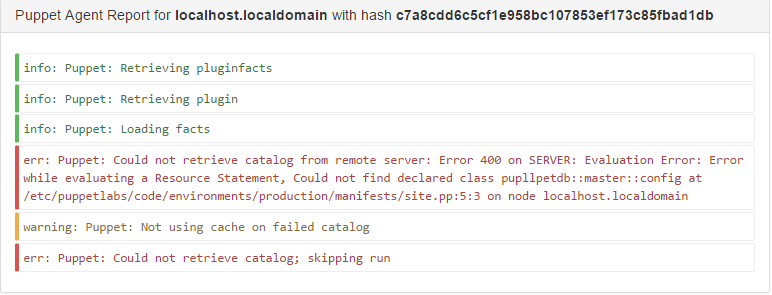 Puppet Agent Report for localhost.localdomain with hash c7a8cdd6c5cf1e958bc107853ef173c85fbad1db
info: Puppet: Retrieving pluginfacts
info: Puppet: Retrieving plugin
info: Puppet: Loading facts
err: Puppet: Could not retrieve catalog from remote server: Error 400 on SERVER: Evaluation Error: Error
while evaluating a Resource Statement, Could not find declared class pupllpetdb::master::config at
/etc/puppetlabs/code/environments/production/manifests/site.pp:5:3 on node localhost.localdomain
warning: Puppet: Not using cache on failed catalog
err: Puppet: Could not retrieve catalog; skipping run